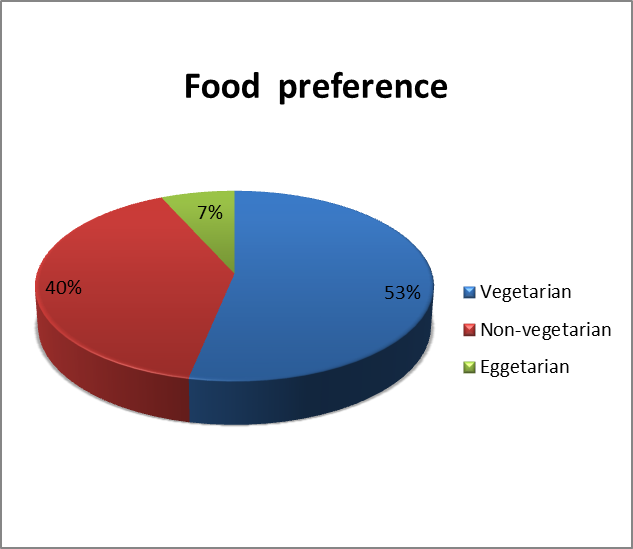 Food preference
7%
40%
53%
Vegetarian
Non-vegetarian
Eggetarian